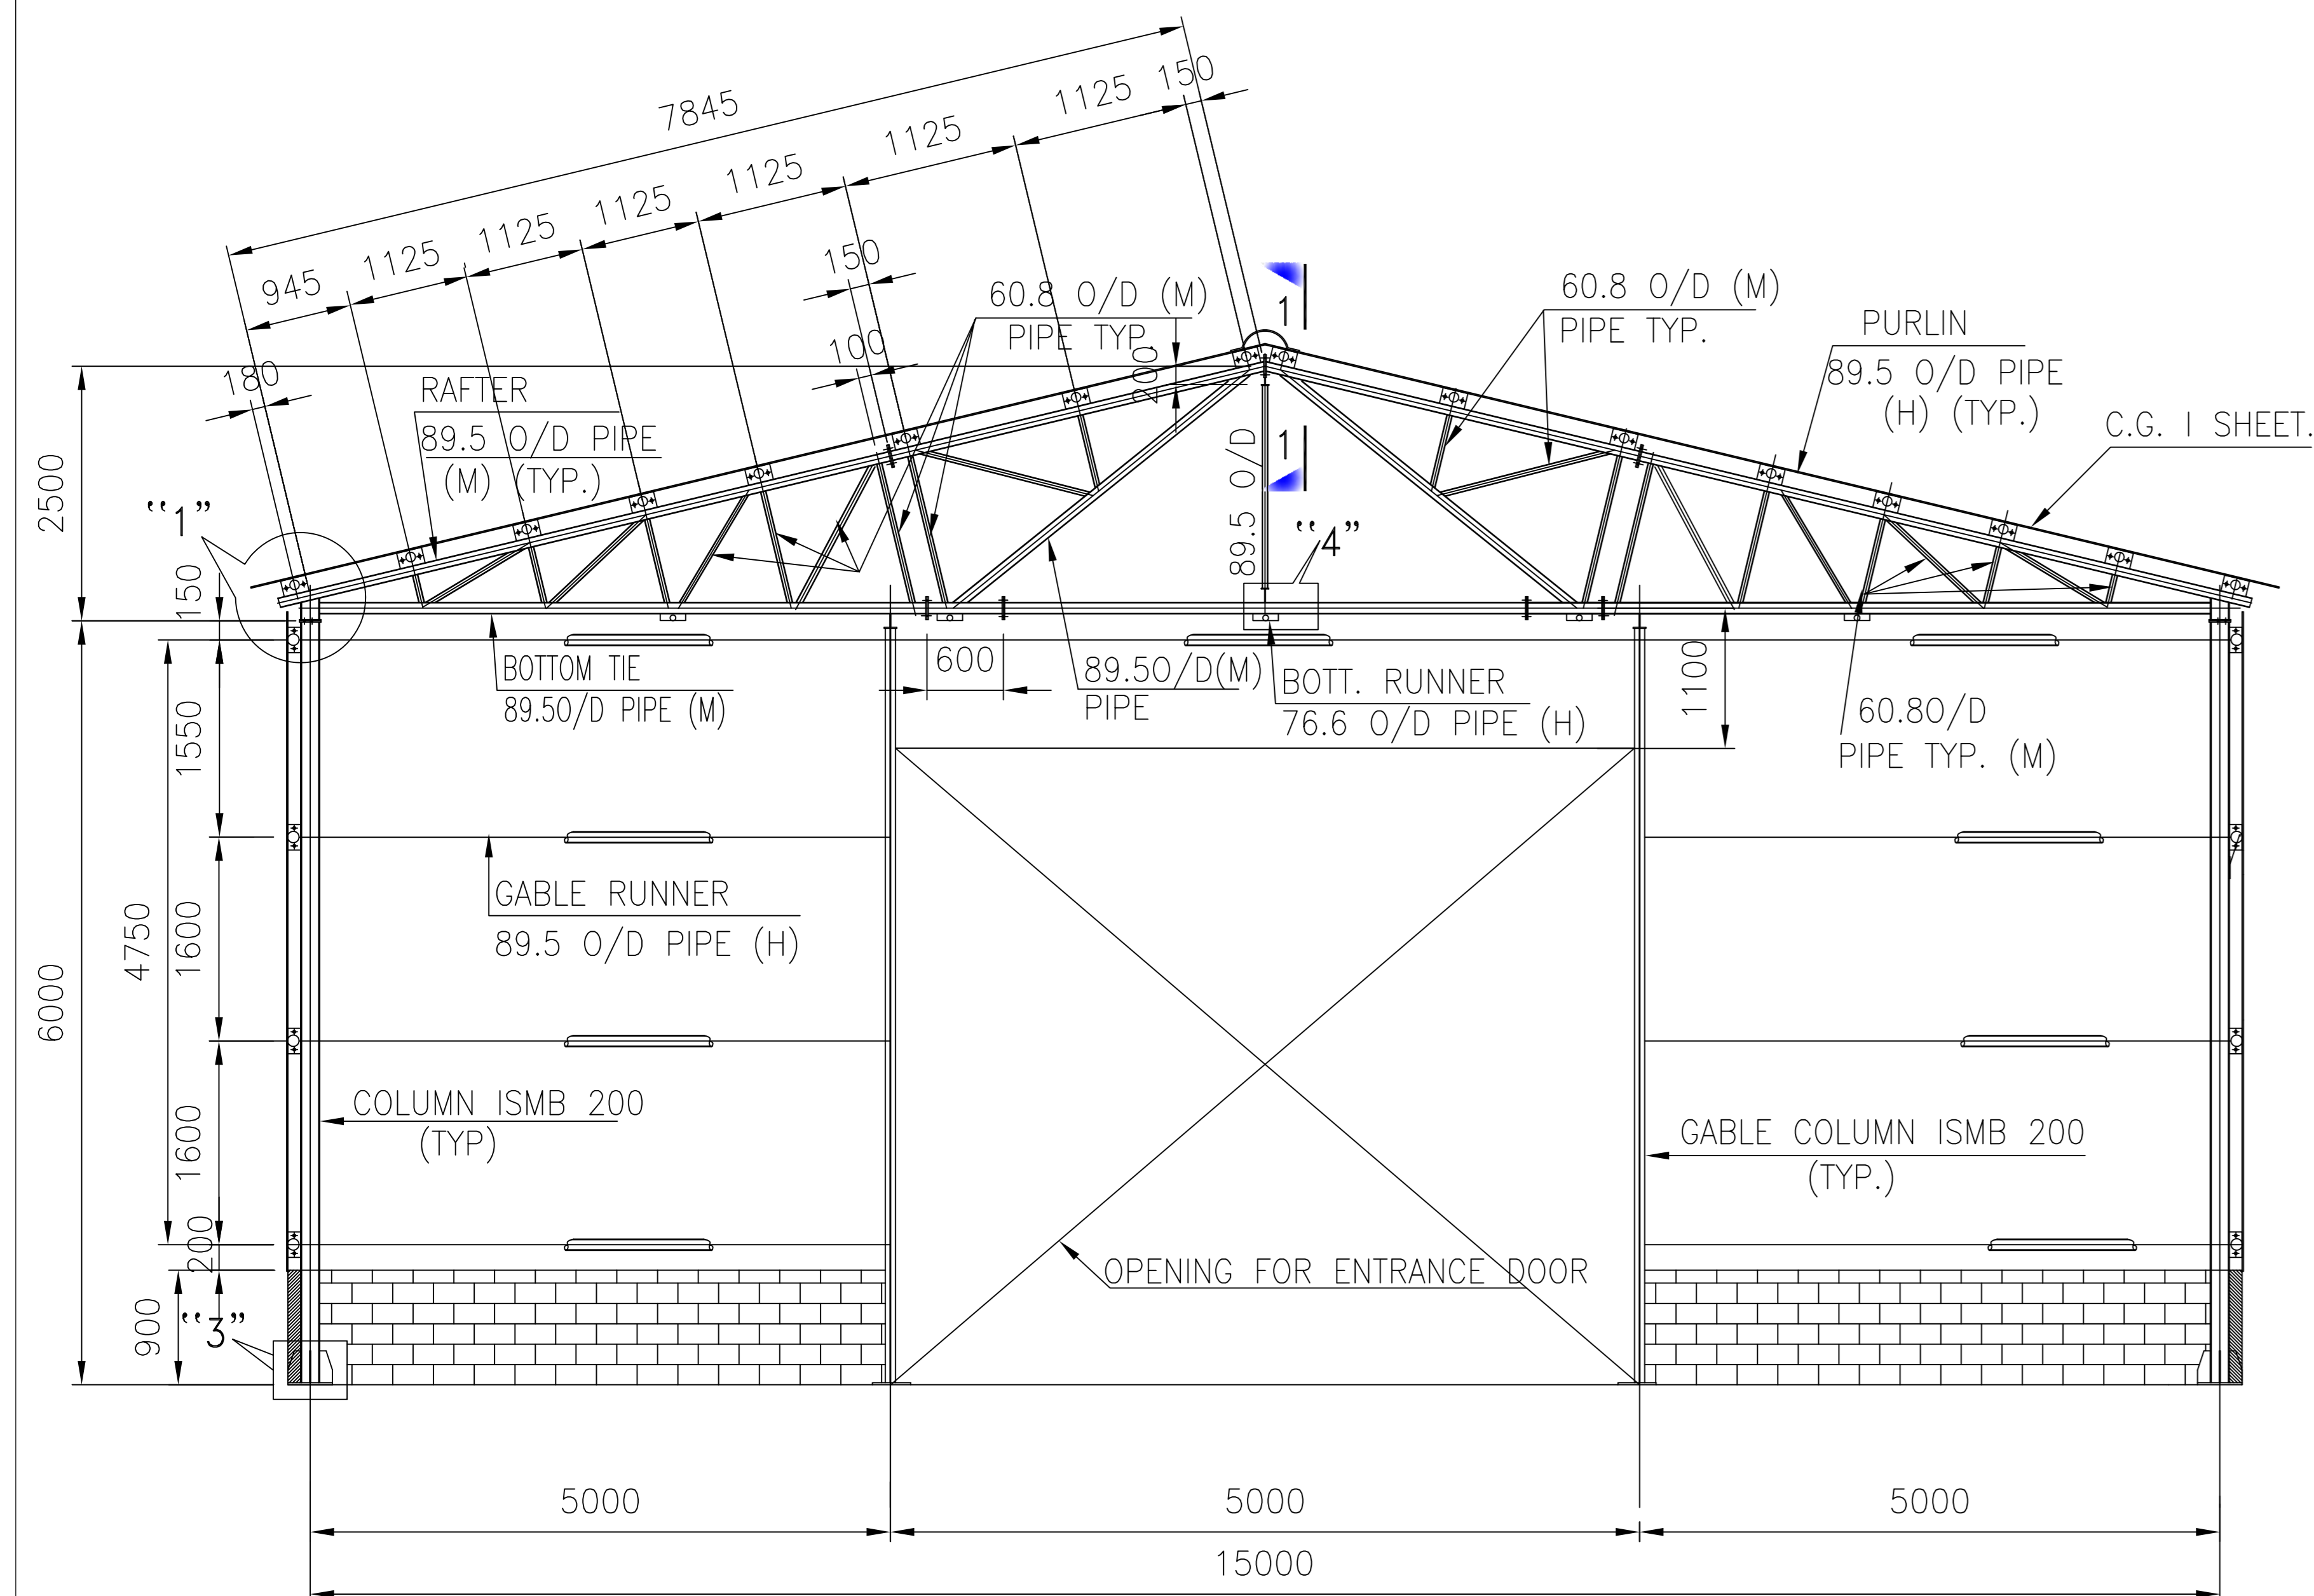 7845
945
1125
1125
1125
1125
1125
1125
150
150
100
180
200
60.8 O/D (M)
PIPE TYP.
60.8 O/D (M)
PIPE TYP.
1
1
PURLIN
89.5 O/D PIPE
(H) (TYP.)
C.G. I SHEET.
RAFTER
89.5 O/D PIPE
(M) (TYP.)
"1"
89.5 O/D
"4"
2500
150
BOTTOM TIE
89.5O/D PIPE (M)
600
89.5O/D(M)
PIPE
BOTT. RUNNER
76.6 O/D PIPE (H)
1100
60.8O/D
PIPE TYP. (M)
1550
GABLE RUNNER
89.5 O/D PIPE (H)
6000
4750
1600
COLUMN ISMB 200
(TYP)
1600
GABLE COLUMN ISMB 200
(TYP.)
200
OPENING FOR ENTRANCE DOOR
900
"3"
5000
5000
5000
15000